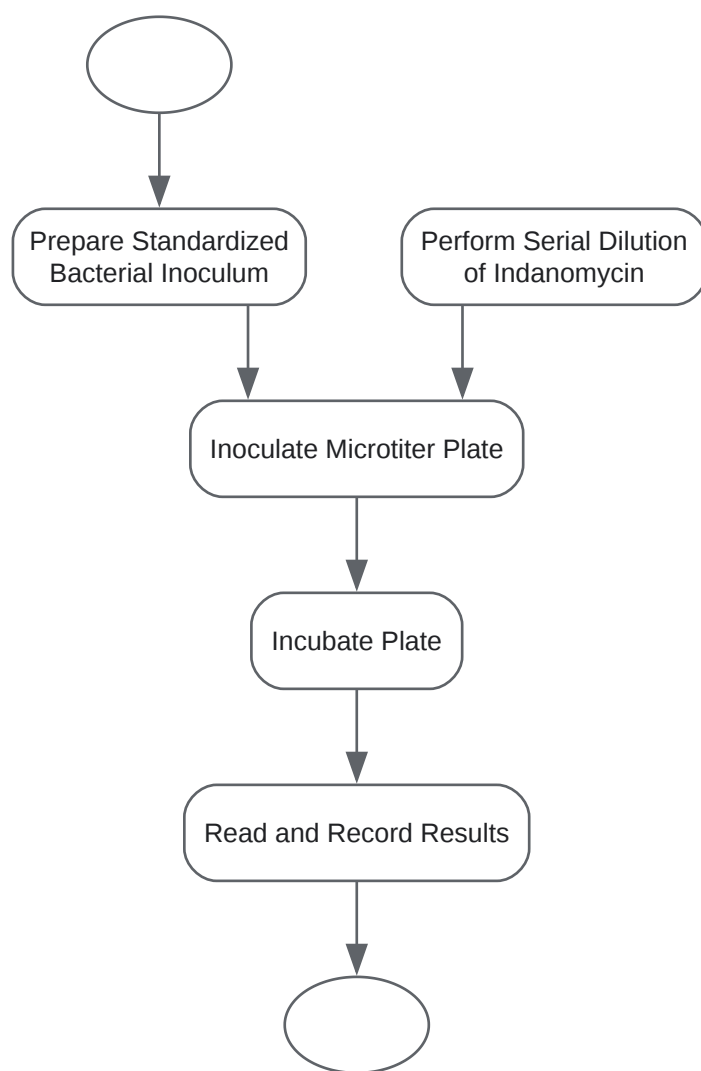 Prepare Standardized
Bacterial Inoculum
Perform Serial Dilution
of Indanomycin
Inoculate Microtiter Plate
Incubate Plate
Read and Record Results